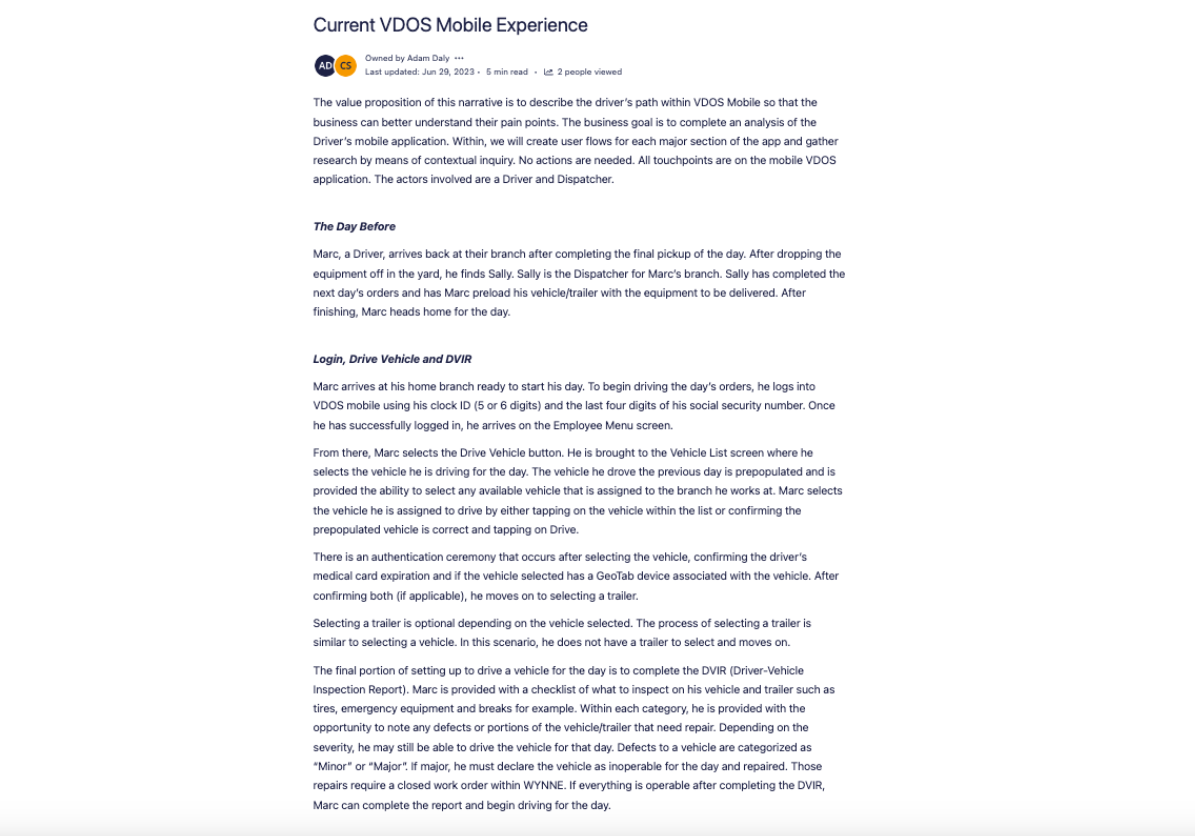 Current VDOS Mobile Experience
AD CS Owned by Adam Daly •••
Last updated: Jun 29, 2023 • 5 min read • 2 people viewed
The value proposition of this narrative is to describe the driver's path within VDOS Mobile so that the
business can better understand their pain points. The business goal is to complete an analysis of the
Driver's mobile application. Within, we will create user flows for each major section of the app and gather
research by means of contextual inquiry. No actions are needed. All touchpoints are on the mobile VDOS
application. The actors involved are a Driver and Dispatcher.
The Day Before
Marc, a Driver, arrives back at their branch after completing the final pickup of the day. After dropping the
equipment off in the yard, he finds Sally. Sally is the Dispatcher for Marc's branch. Sally has completed the
next day's orders and has Marc preload his vehicle/trailer with the equipment to be delivered. After
finishing, Marc heads home for the day.
Login, Drive Vehicle and DVIR
Marc arrives at his home branch ready to start his day. To begin driving the day's orders, he logs into
VDOS mobile using his clock ID (5 or 6 digits) and the last four digits of his social security number. Once
he has successfully logged in, he arrives on the Employee Menu screen.
From there, Marc selects the Drive Vehicle button. He is brought to the Vehicle List screen where he
selects the vehicle he is driving for the day. The vehicle he drove the previous day is prepopulated and is
provided the ability to select any available vehicle that is assigned to the branch he works at. Marc selects
the vehicle he is assigned to drive by either tapping on the vehicle within the list or confirming the
prepopulated vehicle is correct and tapping on Drive.
There is an authentication ceremony that occurs after selecting the vehicle, confirming the driver's
medical card expiration and if the vehicle selected has a GeoTab device associated with the vehicle. After
confirming both (if applicable), he moves on to selecting a trailer.
Selecting a trailer is optional depending on the vehicle selected. The process of selecting a trailer is
similar to selecting a vehicle. In this scenario, he does not have a trailer to select and moves on.
The final portion of setting up to drive a vehicle for the day is to complete the DVIR (Driver-Vehicle
Inspection Report). Marc is provided with a checklist of what to inspect on his vehicle and trailer such as
tires, emergency equipment and breaks for example. Within each category, he is provided with the
opportunity to note any defects or portions of the vehicle/trailer that need repair. Depending on the
severity, he may still be able to drive the vehicle for that day. Defects to a vehicle are categorized as
“Minor” or “Major”. If major, he must declare the vehicle as inoperable for the day and repaired. Those
repairs require a closed work order within WYNNE. If everything is operable after completing the DVIR,
Marc can complete the report and begin driving for the day.